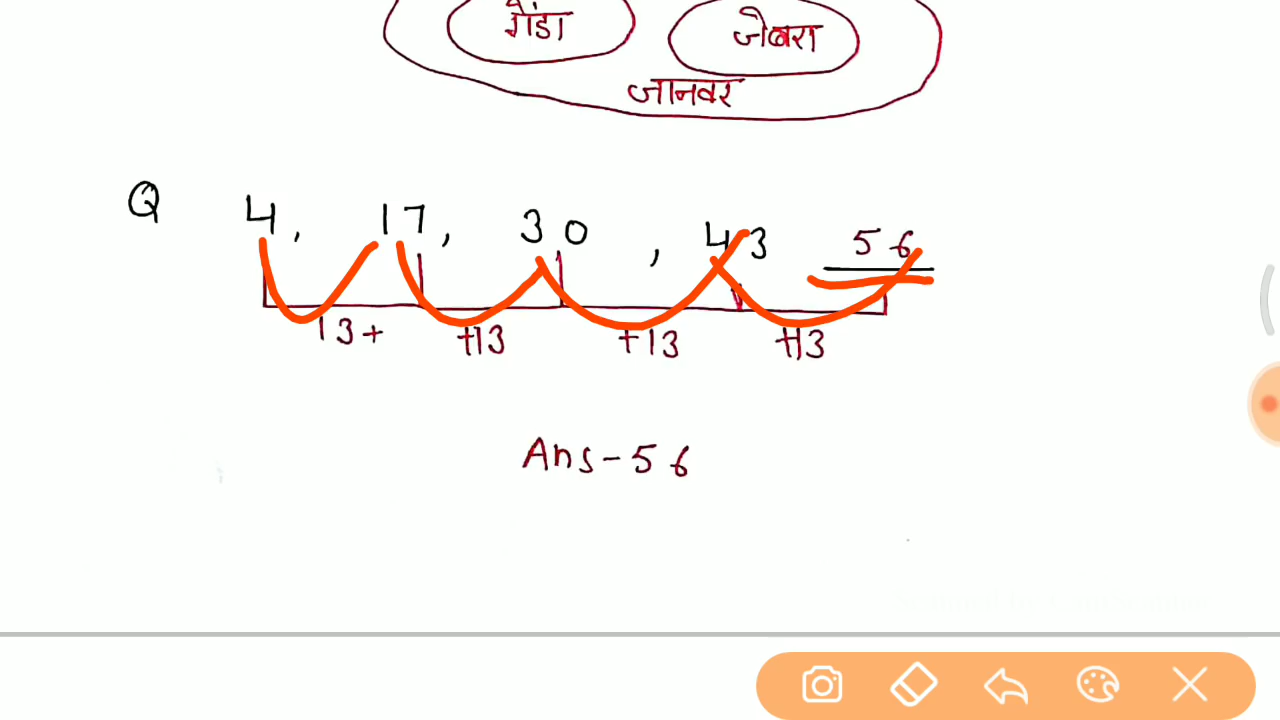 गैंडा जेबरा
जानवर
Q 4, 17, 30, 43 56
13+ +13 +13 +13
Ans-56